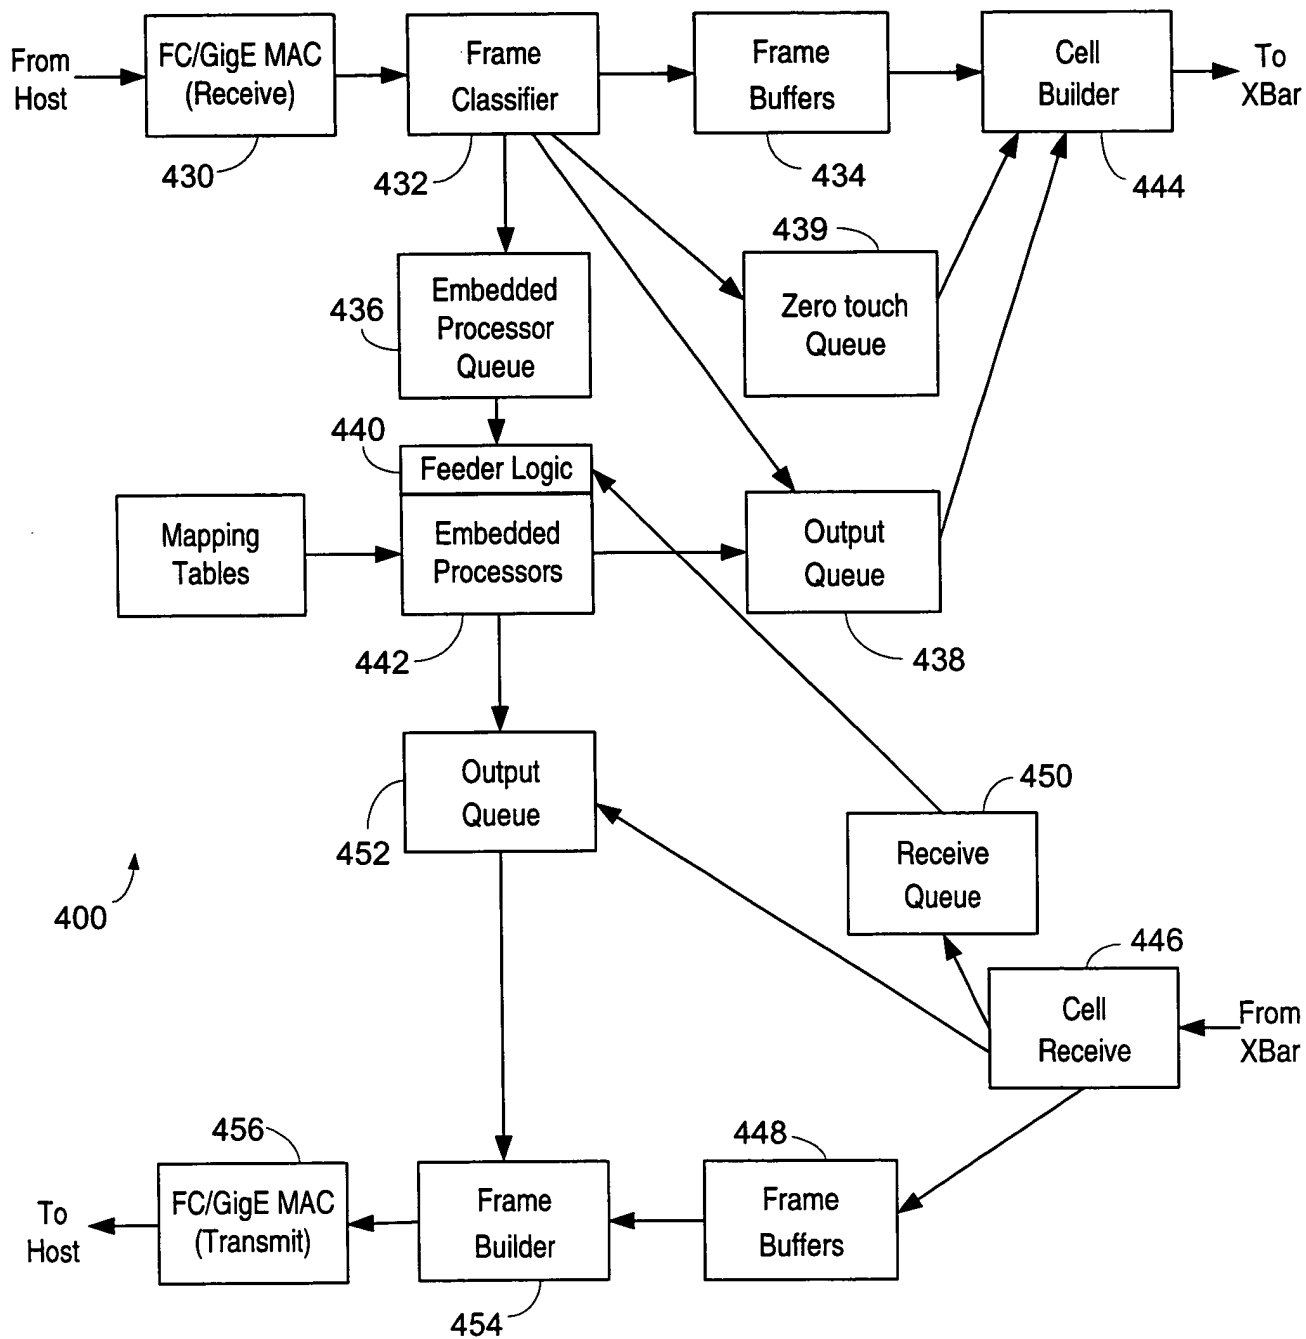 From
Host
FC/GigE MAC
(Receive)
430
Frame
Classifier
432
Frame
Buffers
434
Cell
Builder
444
To
XBar
439
Zero touch
Queue
436
Embedded
Processor
Queue
440
Feeder Logic
Mapping
Tables
Embedded
Processors
442
Output
Queue
438
Output
Queue
452
450
Receive
Queue
400
446
Cell
Receive
From
XBar
456
FC/GigE MAC
(Transmit)
To
Host
Frame
Builder
454
448
Frame
Buffers